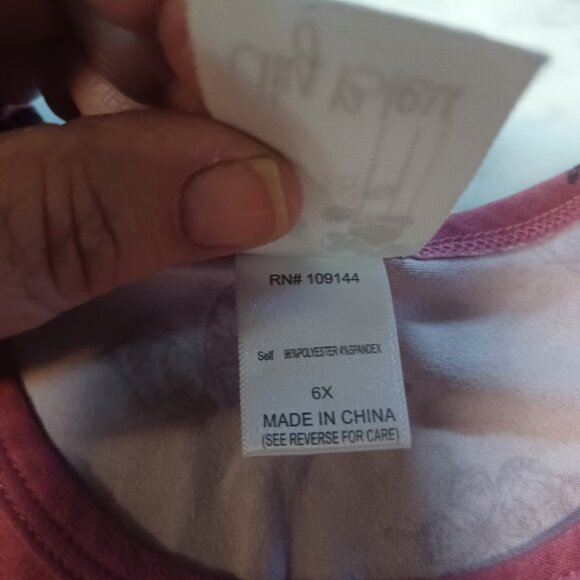 RN# 109144
Self 96%POLYESTER 4%SPANDEX
6X
MADE IN CHINA
(SEE REVERSE FOR CARE)